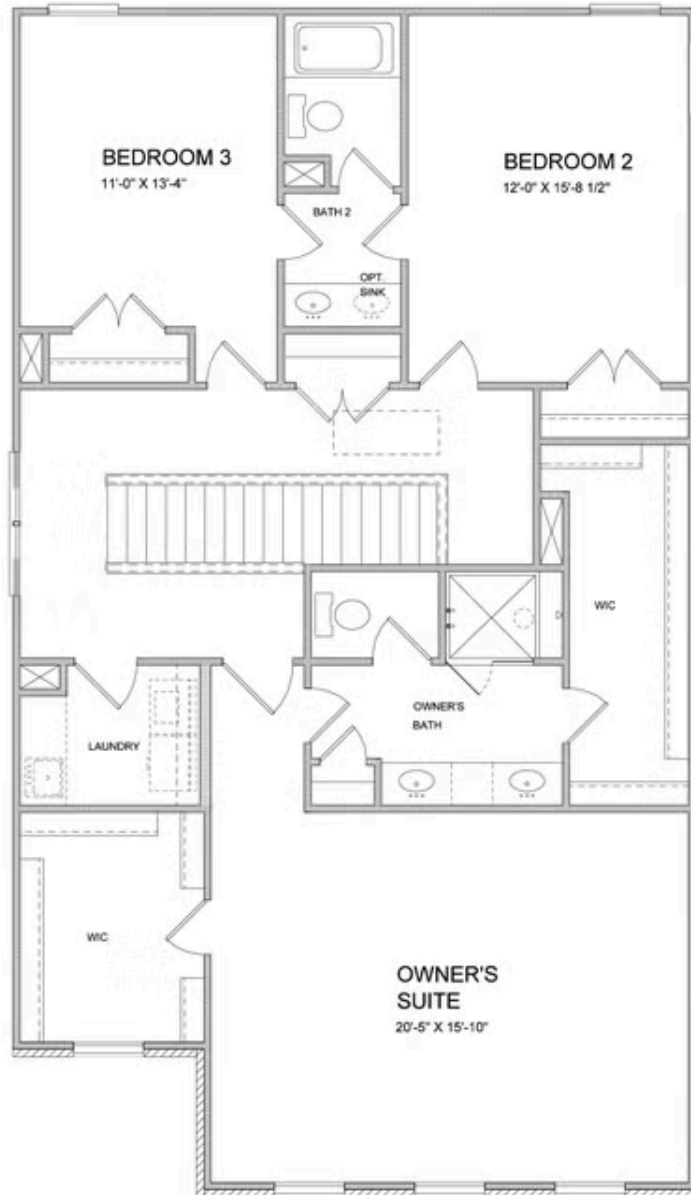 BEDROOM 3
11'-0" X 13'-4"
BEDROOM 2
12'-0" X 15'-8 1/2"
BATH 2
OPT.
SINK
WIC
OWNER'S
BATH
LAUNDRY
WIC
OWNER'S
SUITE
20'-5" X 15'-10"